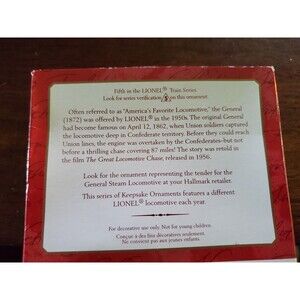 Fifth in the LIONEL® Train Series
Look for series verification on this ornament.
Often referred to as "America's Favorite Locomotive," the General
(1872) was offered by LIONEL® in the 1950s. The original General
had become famous on April 12, 1862, when Union soldiers captured
the locomotive deep in Confederate territory. Before they could reach
Union lines, the engine was overtaken by the Confederates-but not
before a thrilling chase covering 87 miles! The story was retold in
the film The Great Locomotive Chase, released in 1956.
Look for the ornament representing the tender for the
General Steam Locomotive at your Hallmark retailer.
This series of Keepsake Ornaments features a different
LIONEL® locomotive each year.
For decorative use only. Not for young children.
Conçue à des fins décoratives seulement.
Ne convient pas aux jeunes enfants.